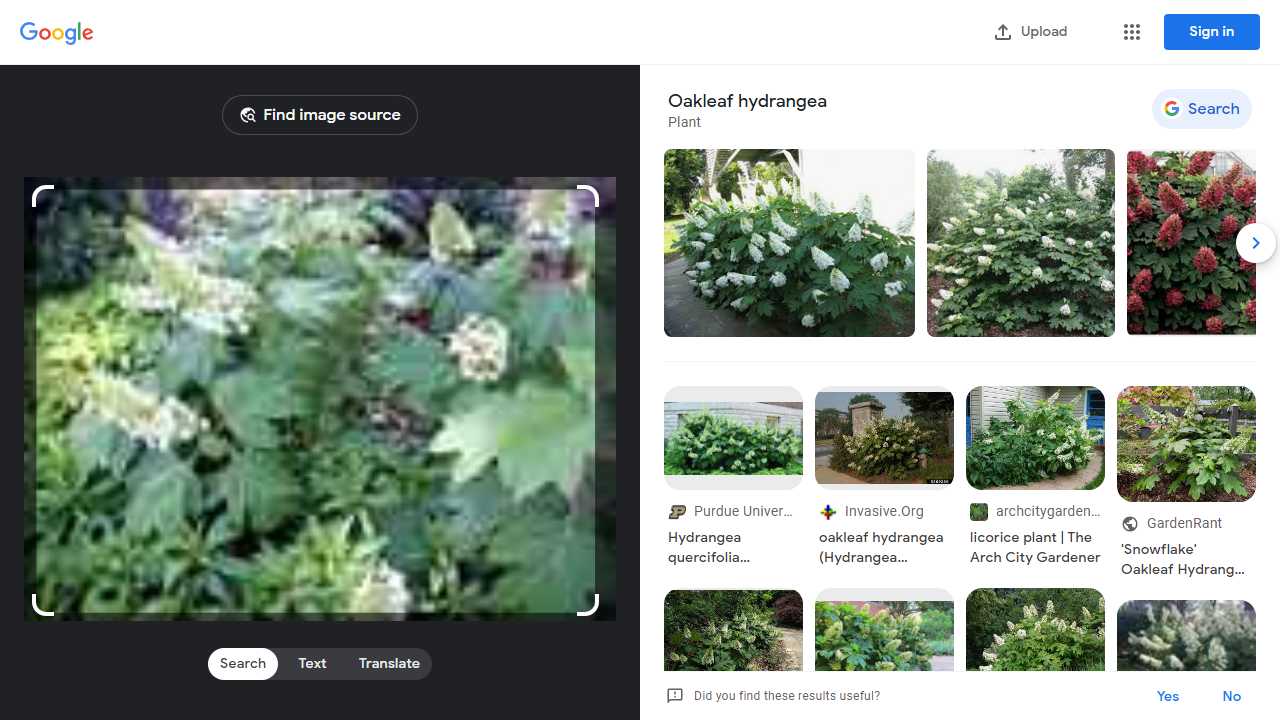 Google
Upload
Sign in
Find image source
Search
Text
Translate
Oakleaf hydrangea
Plant
Search
Purdue Univer...
Hydrangea
quercifolia...
Invasive.Org
oakleaf hydrangea
(Hydrangea...
archcitygarden...
licorice plant | The
Arch City Gardener
GardenRant
'Snowflake'
Oakleaf Hydrang...
Did you find these results useful?
Yes
No